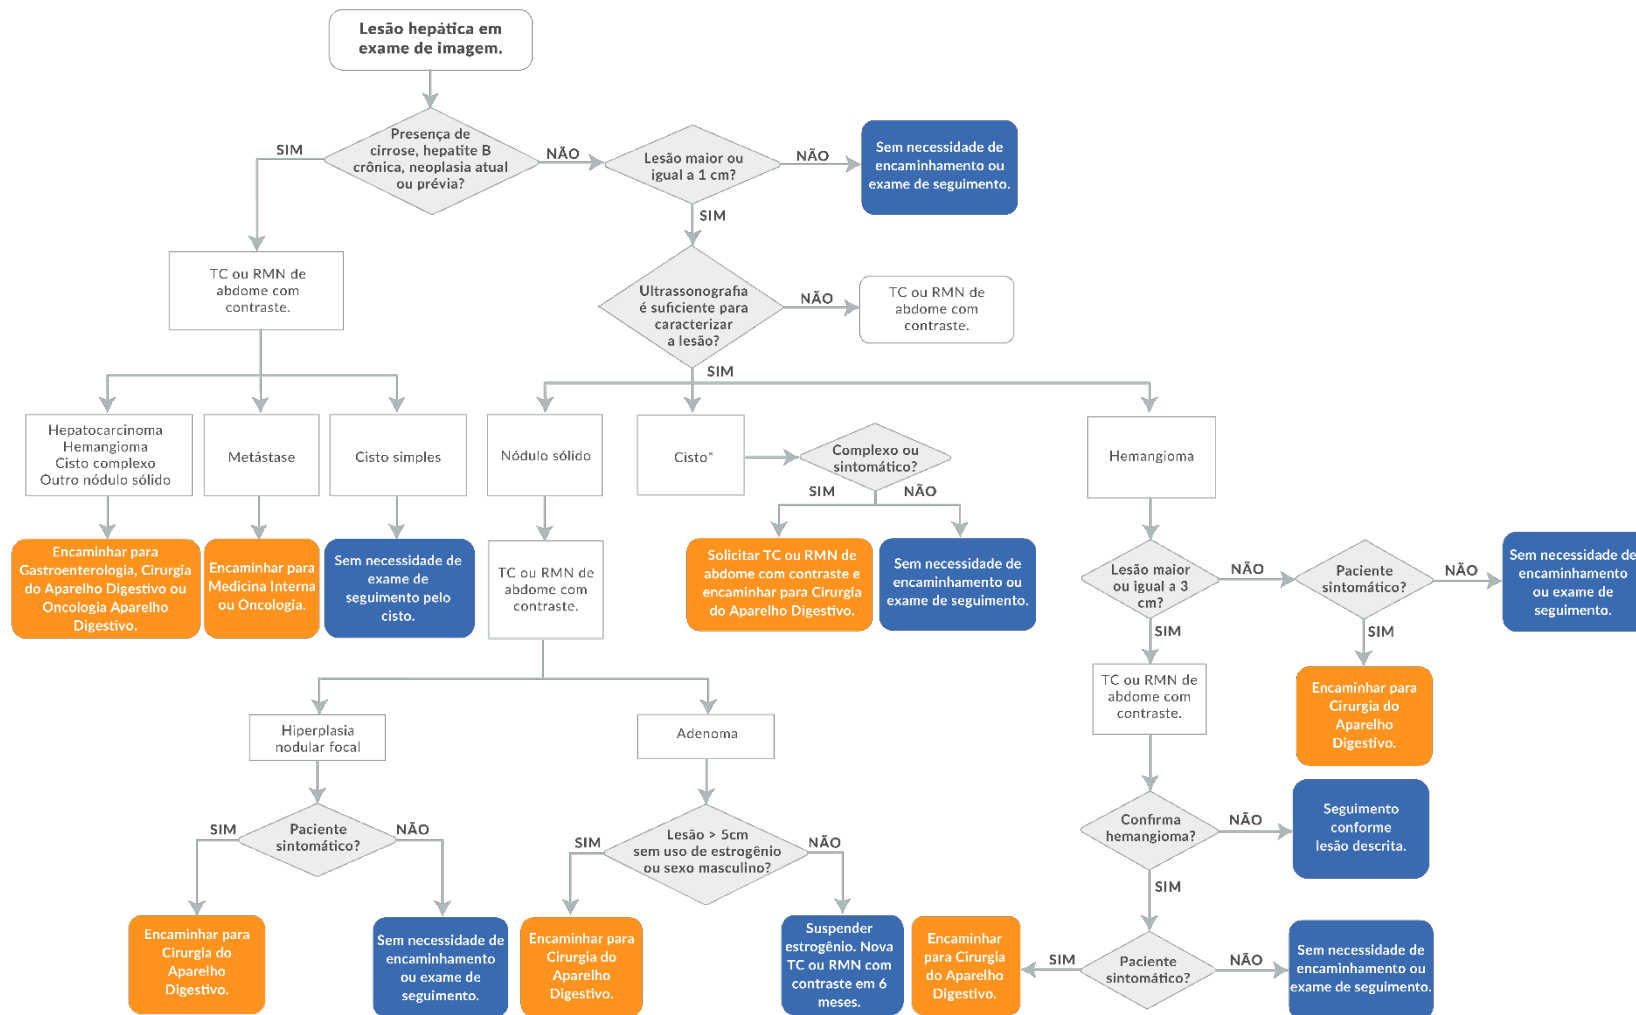 Lesão hepática em
exame de imagem.
Presença de
cirrose, hepatite B
crônica, neoplasia atual
ou prévia?
SIM
NÃO
Lesão maior ou
igual a 1 cm?
NÃO
Sem necessidade de
encaminhamento ou
exame de seguimento.
SIM
TC ou RMN de
abdome com
contraste.
Ultrassonografia
é suficiente para
caracterizar
a lesão?
NÃO
TC ou RMN de
abdome com
contraste.
SIM
Hepatocarcinoma
Hemangioma
Cisto complexo
Outro nódulo sólido
Metástase
Cisto simples
Nódulo sólido
Cisto*
Complexo ou
sintomático?
SIM
NÃO
Hemangioma
Encaminhar para
Gastroenterologia, Cirurgia
do Aparelho Digestivo ou
Oncologia Aparelho
Digestivo.
Encaminhar para
Medicina Interna
ou Oncologia.
Sem necessidade de
exame de
seguimento pelo
cisto.
TC ou RMN de
abdome com
contraste.
Solicitar TC ou RMN de
abdome com contraste e
encaminhar para Cirurgia
do Aparelho Digestivo.
Sem necessidade de
encaminhamento ou
exame de seguimento.
Lesão maior
ou igual a 3
cm?
NÃO
Paciente
sintomático?
NÃO
Sem necessidade de
encaminhamento
ou exame de
seguimento.
SIM
SIM
TC ou RMN de
abdome com
contraste.
Encaminhar para
Cirurgia do
Aparelho
Digestivo.
Hiperplasia
nodular focal
Adenoma
Paciente
sintomático?
SIM
NÃO
Lesão > 5cm
sem uso de estrogênio
ou sexo masculino?
SIM
NÃO
Confirma
hemangioma?
NÃO
Seguimento
conforme
lesão descrita.
SIM
Encaminhar para
Cirurgia do
Aparelho
Digestivo.
Sem necessidade de
encaminhamento
ou exame de
seguimento.
Encaminhar para
Cirurgia do
Aparelho
Digestivo.
Suspender
estrogênio. Nova
TC ou RMN com
contraste em 6
meses.
Encaminhar
para Cirurgia
do Aparelho
Digestivo.
SIM
Paciente
sintomático?
NÃO
Sem necessidade de
encaminhamento ou
exame de seguimento.